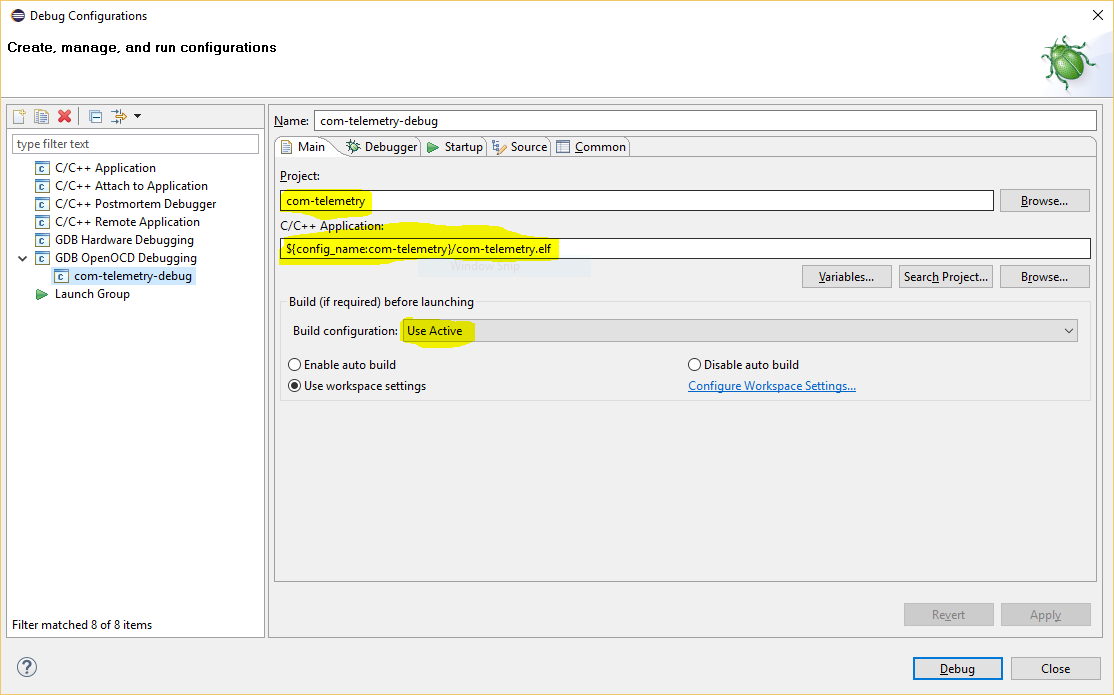 Debug Configurations
Create, manage, and run configurations
type filter text
C/C++ Application
C/C++ Attach to Application
C/C++ Postmortem Debugger
C/C++ Remote Application
GDB Hardware Debugging
GDB OpenOCD Debugging
com-telemetry-debug
Launch Group
Filter matched 8 of 8 items
Name: com-telemetry-debug
Main Debugger Startup Source Common
Project:
com-telemetry Browse...
C/C++ Application:
${config_name:com-telemetry}/com-telemetry.elf
Window Snip
Variables... Search Project... Browse...
Build (if required) before launching
Build configuration: Use Active
Enable auto build Disable auto build
Use workspace settings Configure Workspace Settings...
Revert Apply
? Debug Close